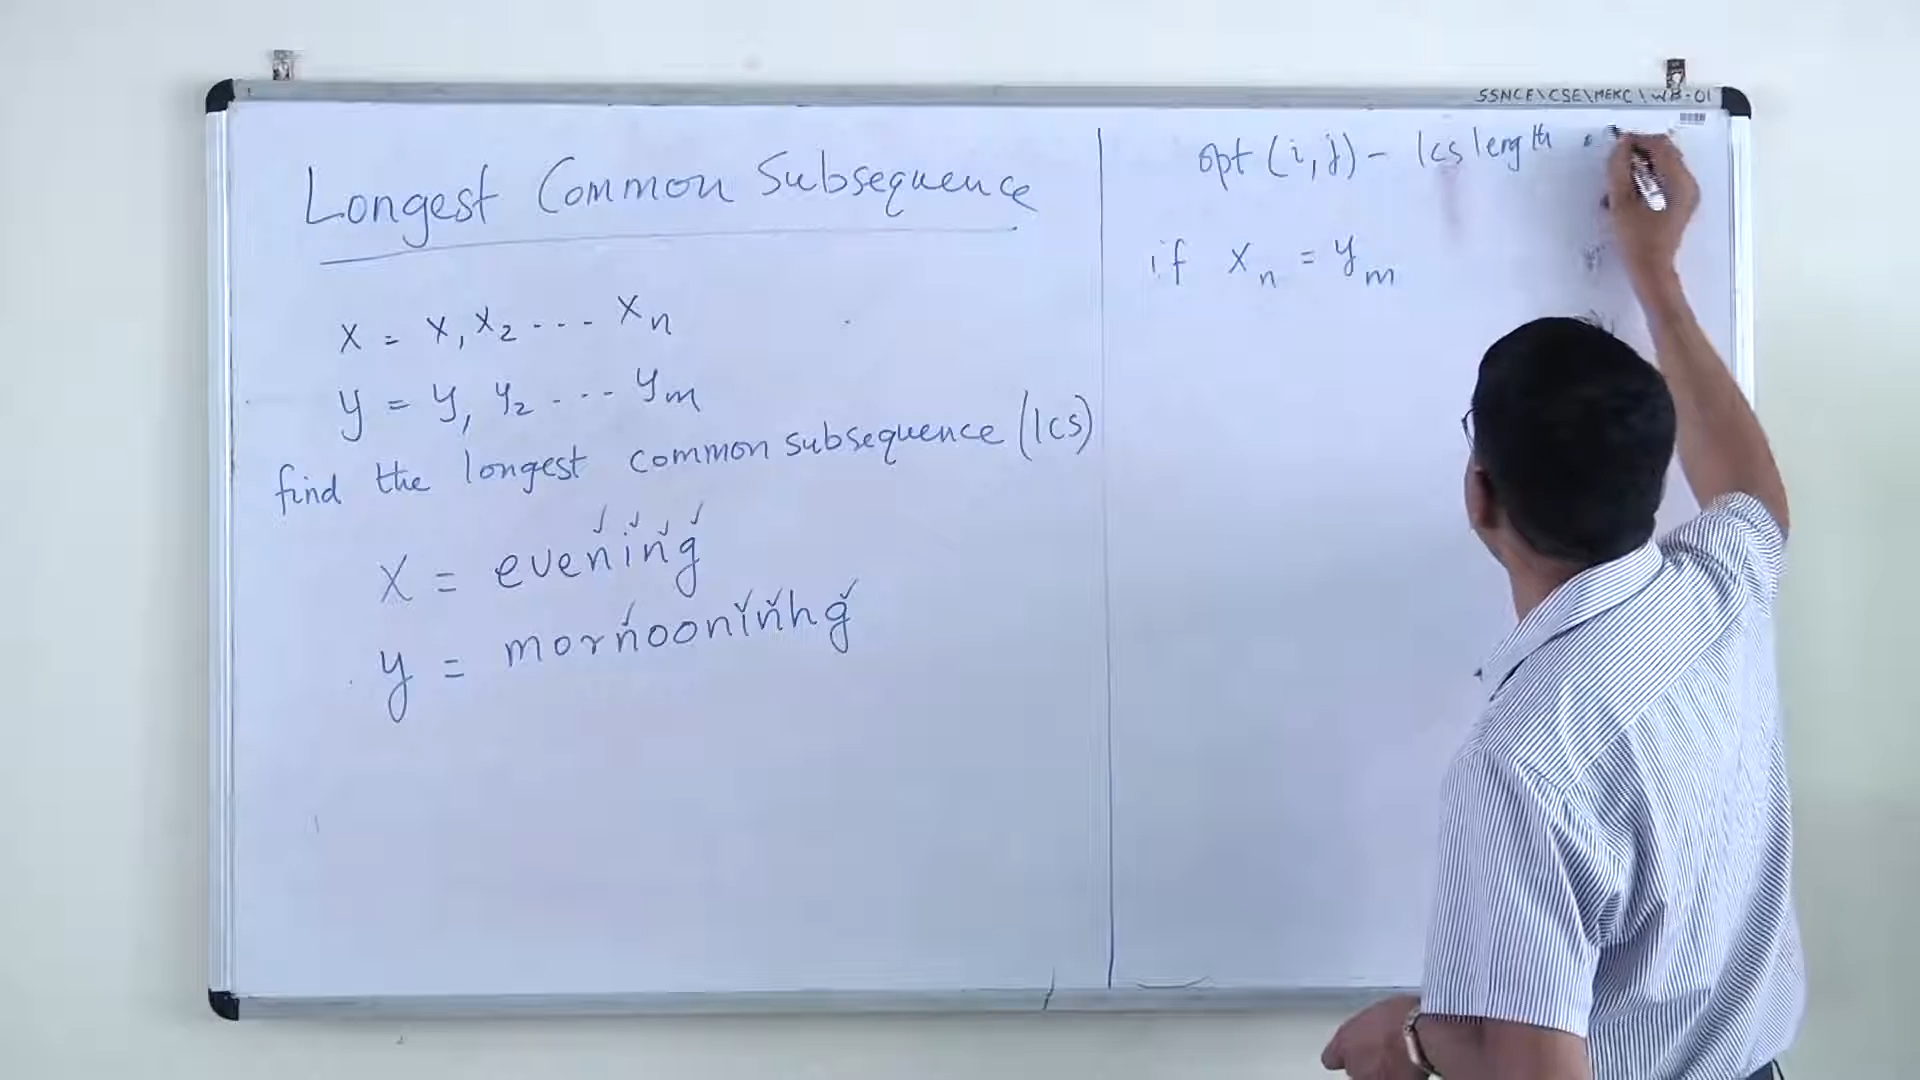 SSNCE\CSE\MEKC\WB-01
Longest Common Subsequence
X = x₁ x₂ --- xₙ
y = y₁ y₂ --- yₘ
find the longest common subsequence (lcs)
X = evening
y = mornooninhg
opt (i, j) - lcs length
if xₙ = yₘ